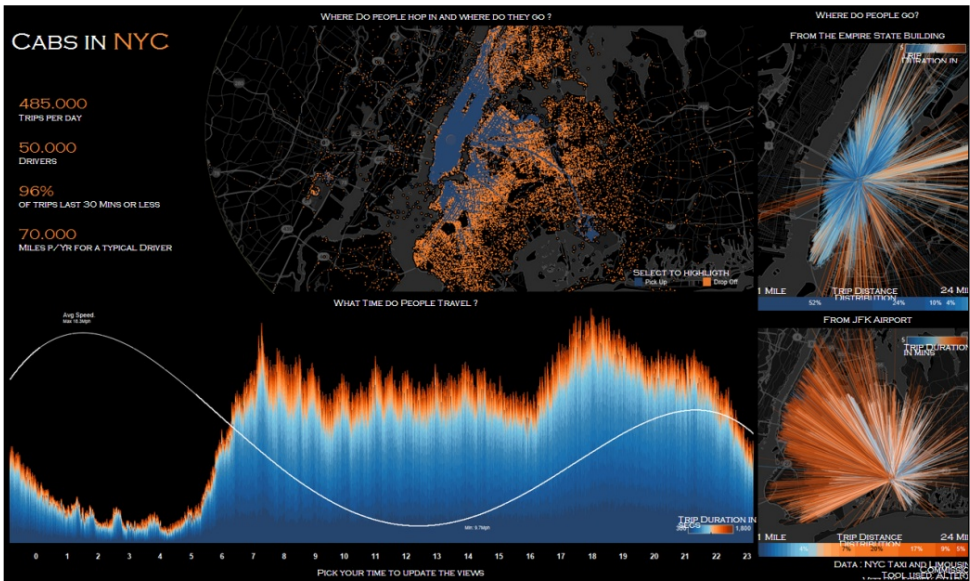 CABS IN NYC
485.000
TRIPS PER DAY
50.000
DRIVERS
96%
OF TRIPS LAST 30 MINS OR LESS
70.000
MILES P/YR FOR A TYPICAL DRIVER
WHERE DO PEOPLE HOP IN AND WHERE DO THEY GO ?
SELECT TO HIGHLIGTH
Pick Up
Drop Off
WHERE DO PEOPLE GO?
FROM THE EMPIRE STATE BUILDING
TRIP
DURATION IN
1 MILE TRIP DISTANCE DISTRIBUTION 24 MI
52% 24% 10% 4%
FROM JFK AIRPORT
5
TRIP DURATION
IN MINS
1 MILE TRIP DISTANCE DISTRIBUTION 24 MI
4% 7% 20% 17% 9% 5%
DATA : NYC TAXI AND LIMOUSIN
COMMISSIC
TOOL USED
WHAT TIME DO PEOPLE TRAVEL ?
Avg Speed.
TRIP DURATION IN
SECS
1,800
0 1 2 3 4 5 6 7 8 9 10 11 12 13 14 15 16 17 18 19 20 21 22 23
PICK YOUR TIME TO UPDATE THE VIEWS